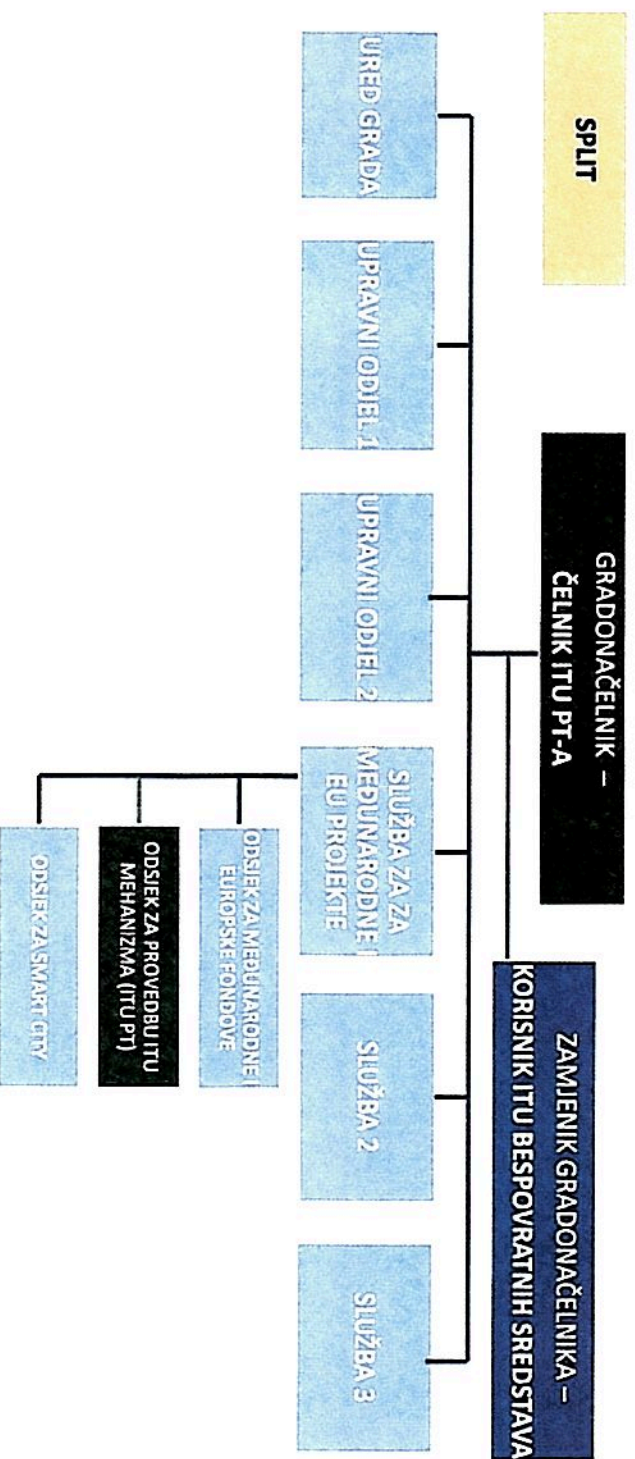 SPLIT
GRADONAČELNIK –
ČELNIK ITU PT-A
ZAMJENIK GRADONAČELNIKA –
KORISNIK ITU BESPOVRATNIH SREDSTAVA
URED GRADA
UPRAVNI ODJEL 1
UPRAVNI ODJEL 2
SLUŽBA ZA ZA
MEĐUNARODNE I
EU PROJEKTE
SLUŽBA 2
SLUŽBA 3
ODSJEK ZA MEĐUNARODNE I
EUROPSKE FONDOVE
ODSJEK ZA PROVEDBU ITU
MEHANIZMA (ITU PT)
ODSJEK ZA SMART CITY